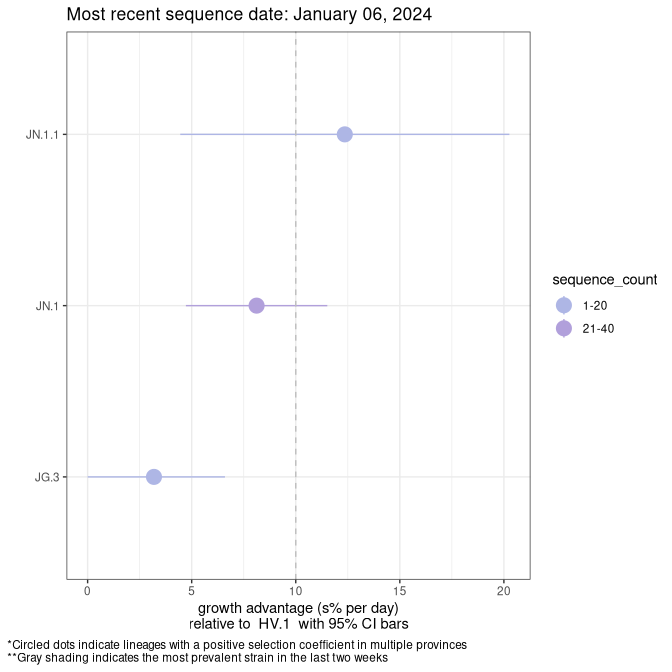 Most recent sequence date: January 06, 2024
JN.1.1
JN.1
JG.3
0
5
10
15
20
growth advantage (s% per day)
relative to  HV.1  with 95% CI bars
sequence_count
1-20
21-40
*Circled dots indicate lineages with a positive selection coefficient in multiple provinces
**Gray shading indicates the most prevalent strain in the last two weeks